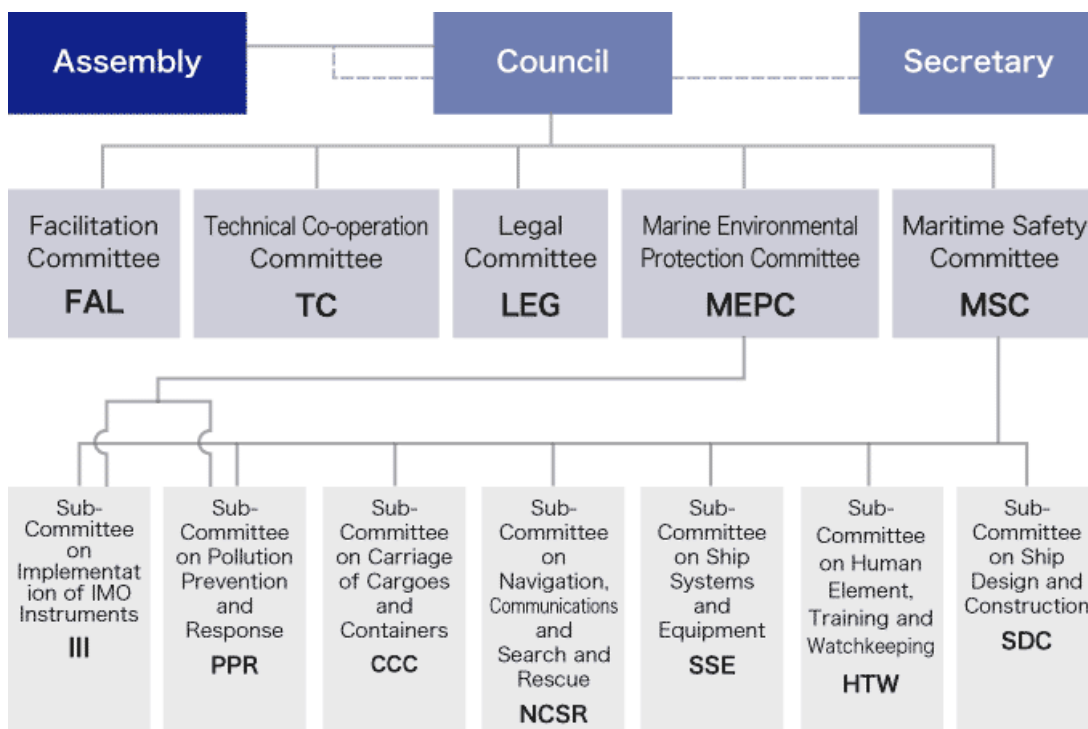 Assembly
Council
Secretary
Facilitation
Committee
FAL
Technical Co-operation
Committee
TC
Legal
Committee
LEG
Marine Environmental
Protection Committee
MEPC
Maritime Safety
Committee
MSC
Sub-
Committee
on
Implementat
ion of IMO
Instruments
III
Sub-
Committee
on Pollution
Prevention
and
Response
PPR
Sub-
Committee
on Carriage
of Cargoes
and
Containers
CCC
Sub-
Committee
on
Navigation,
Communications
and
Search and
Rescue
NCSR
Sub-
Committee
on Ship
Systems
and
Equipment
SSE
Sub-
Committee
on Human
Element,
Training and
Watchkeeping
HTW
Sub-
Committee
on Ship
Design and
Construction
SDC